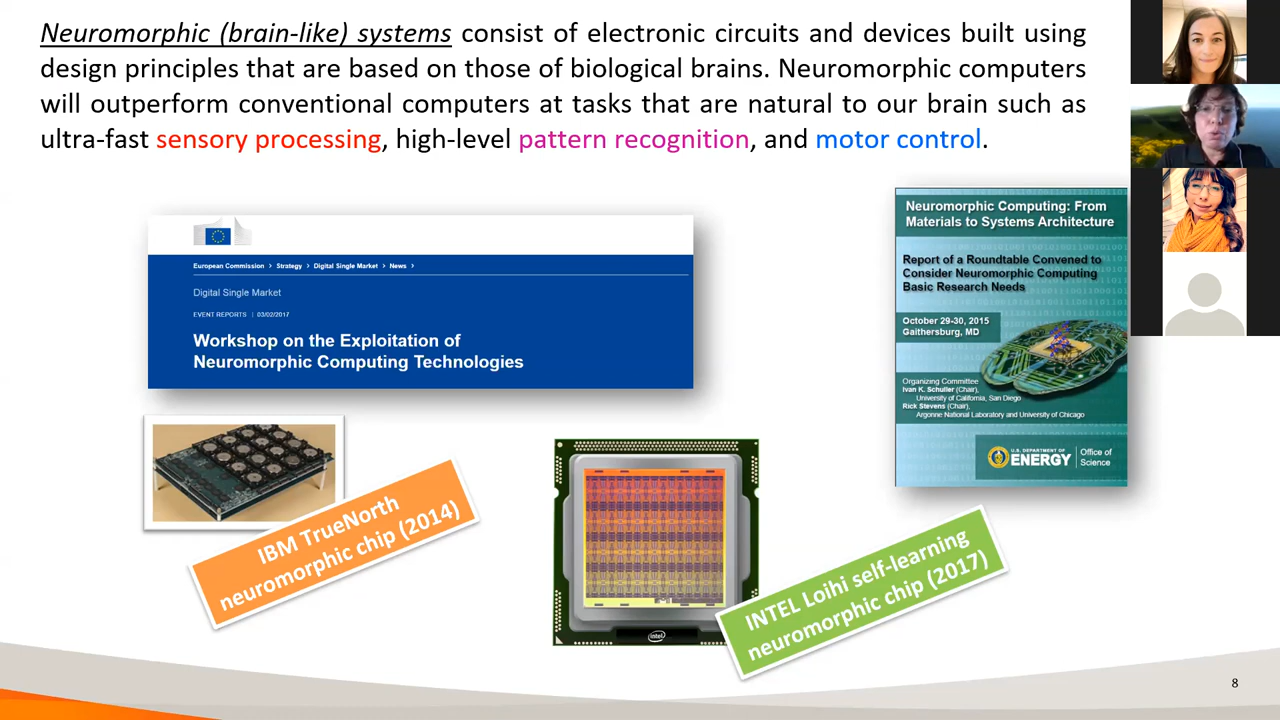 Neuromorphic (brain-like) systems consist of electronic circuits and devices built using
design principles that are based on those of biological brains. Neuromorphic computers
will outperform conventional computers at tasks that are natural to our brain such as
ultra-fast sensory processing, high-level pattern recognition, and motor control.
European Commission > Strategy > Digital Single Market > News >
Digital Single Market
EVENT REPORTS | 03/02/2017
Workshop on the Exploitation of
Neuromorphic Computing Technologies
Neuromorphic Computing: From
Materials to Systems Architecture
Report of a Roundtable Convened to
Consider Neuromorphic Computing
Basic Research Needs
October 29-30, 2015
Gaithersburg, MD
Organizing Committee
Ivan K. Schuller (Chair),
University of California, San Diego
Rick Stevens (Chair),
Argonne National Laboratory and University of Chicago
U.S. DEPARTMENT OF
ENERGY
Office of
Science
IBM TrueNorth
neuromorphic chip (2014)
intel
INTEL Loihi self-learning
neuromorphic chip (2017)
8